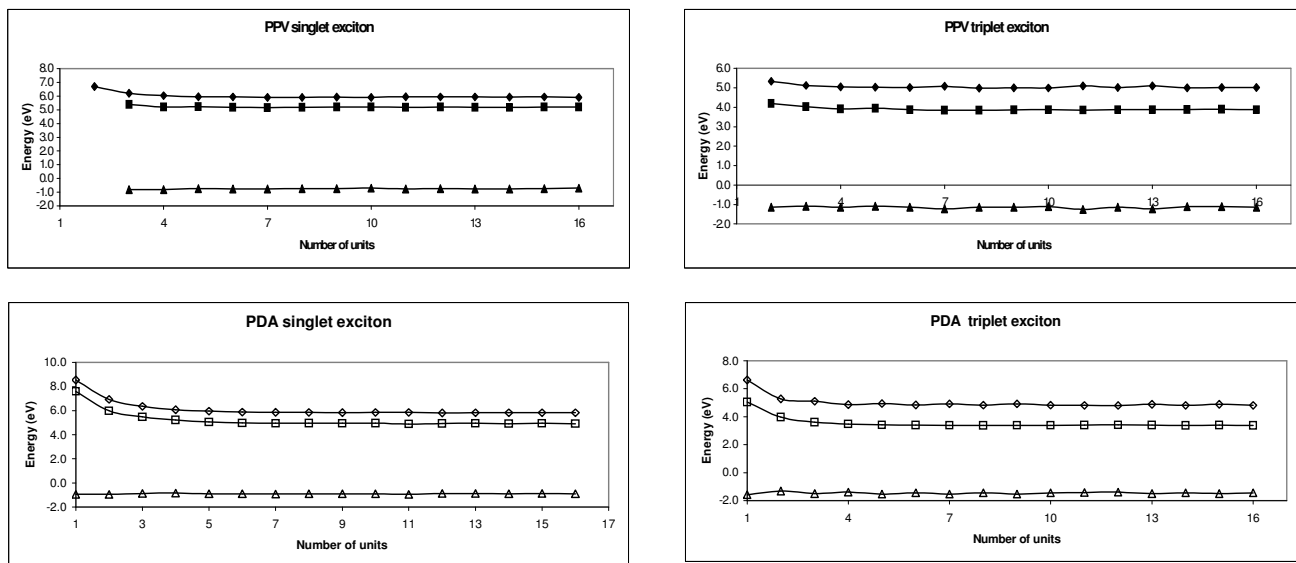 PPV singlet exciton
8.0
7.0
6.0
5.0
4.0
3.0
2.0
1.0
0.0
-1.0
-2.0
Energy (eV)
1 4 7 10 13 16
Number of units
PPV triplet exciton
6.0
5.0
4.0
3.0
2.0
1.0
0.0
-1.0
-2.0
Energy (eV)
1 4 7 10 13 16
Number of units
PDA singlet exciton
10.0
8.0
6.0
4.0
2.0
0.0
-2.0
Energy (eV)
1 3 5 7 9 11 13 15 17
Number of units
PDA triplet exciton
8.0
6.0
4.0
2.0
0.0
-2.0
Energy (eV)
1 4 7 10 13 16
Number of units